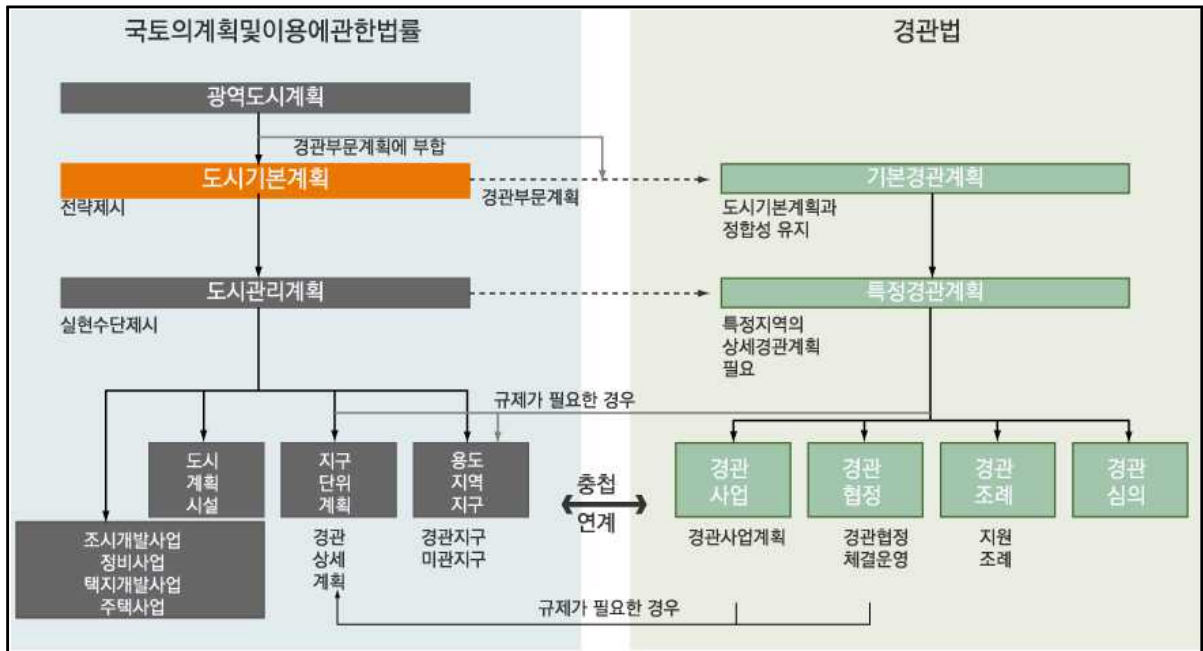 국토의계획및이용에관한법률
경관법
광역도시계획
경관부문계획에 부합
도시기본계획
전략제시
경관부문계획
기본경관계획
도시기본계획과
정합성 유지
도시관리계획
실현수단제시
특정경관계획
특정지역의
상세경관계획
필요
규제가 필요한 경우
도시
계획
시설
지구
단위
계획
용도
지역
지구
경관
상세
계획
경관지구
미관지구
조시개발사업
정비사업
택지개발사업
주택사업
충첩
연계
경관
사업
경관
협정
경관
조례
경관
심의
경관사업계획
경관협정
체결운영
지원
조례
규제가 필요한 경우